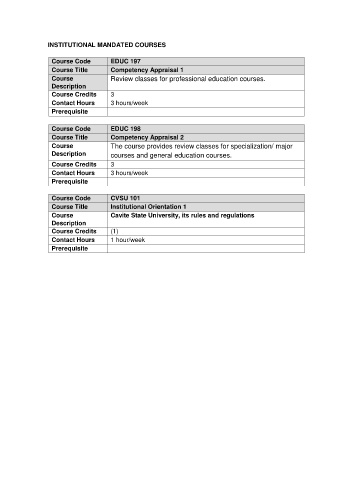 INSTITUTIONAL MANDATED COURSES
Course Code EDUC 197
Course Title Competency Appraisal 1
Course Review classes for professional education courses.
Description
Course Credits 3
Contact Hours 3 hours/week
Prerequisite
Course Code EDUC 198
Course Title Competency Appraisal 2
Course The course provides review classes for specialization/ major
Description courses and general education courses.
Course Credits 3
Contact Hours 3 hours/week
Prerequisite
Course Code CVSU 101
Course Title Institutional Orientation 1
Course Cavite State University, its rules and regulations
Description
Course Credits (1)
Contact Hours 1 hour/week
Prerequisite